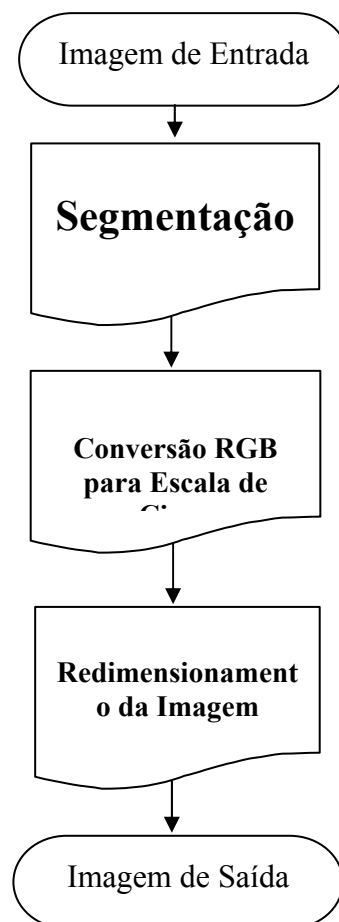 Imagem de Entrada
Segmentação
Conversão RGB
para Escala de
Redimensionament
o da Imagem
Imagem de Saída